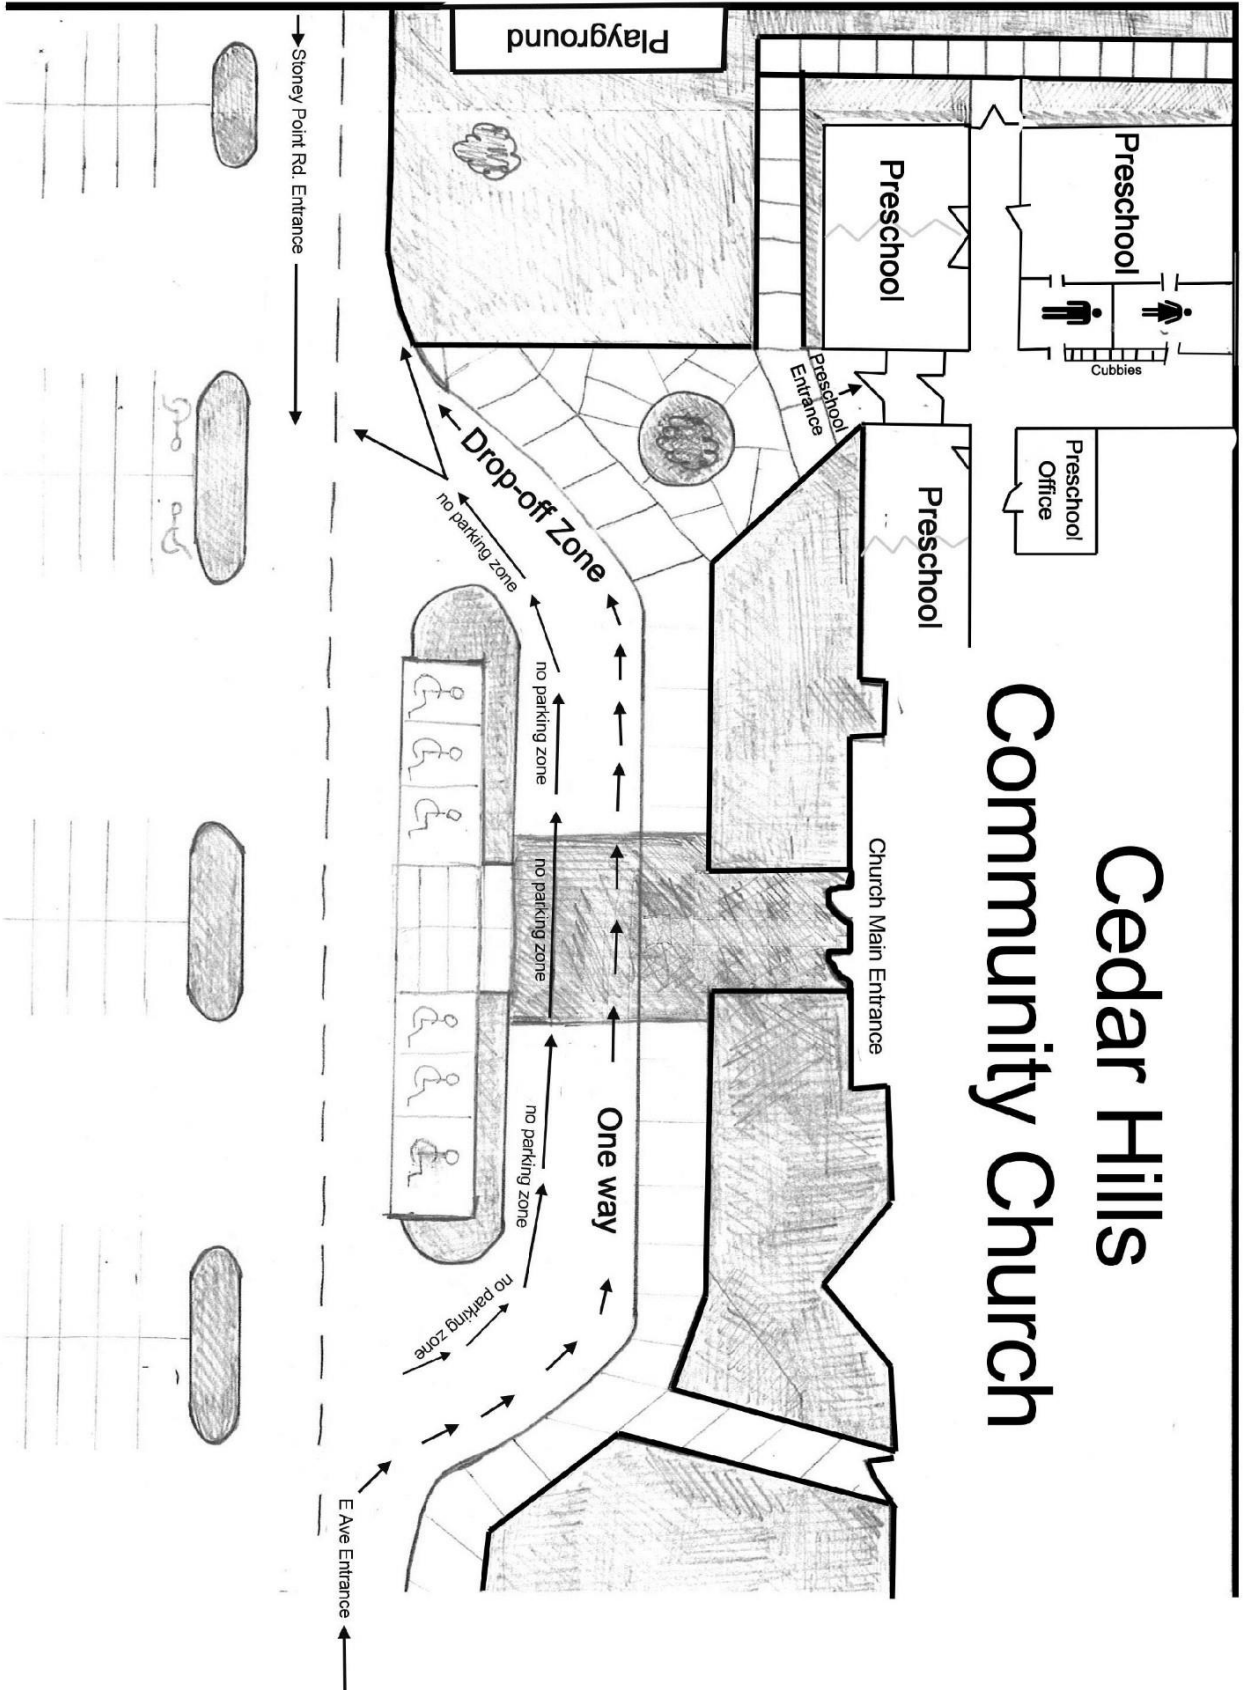 Cedar Hills
Community Church
Preschool
Cubbies
Preschool
Office
Preschool
Preschool
Preschool
Entrance
Church Main Entrance
Playground
Drop-off Zone
One way
no parking zone
no parking zone
no parking zone
no parking zone
no parking zone
Stoney Point Rd. Entrance
E Ave Entrance